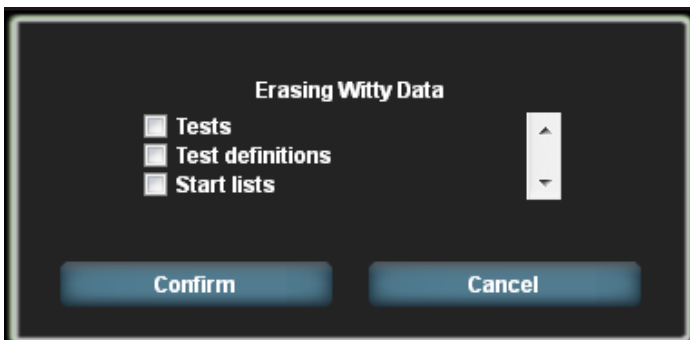 Erasing Witty Data
Tests
Test definitions
Start lists
Confirm
Cancel